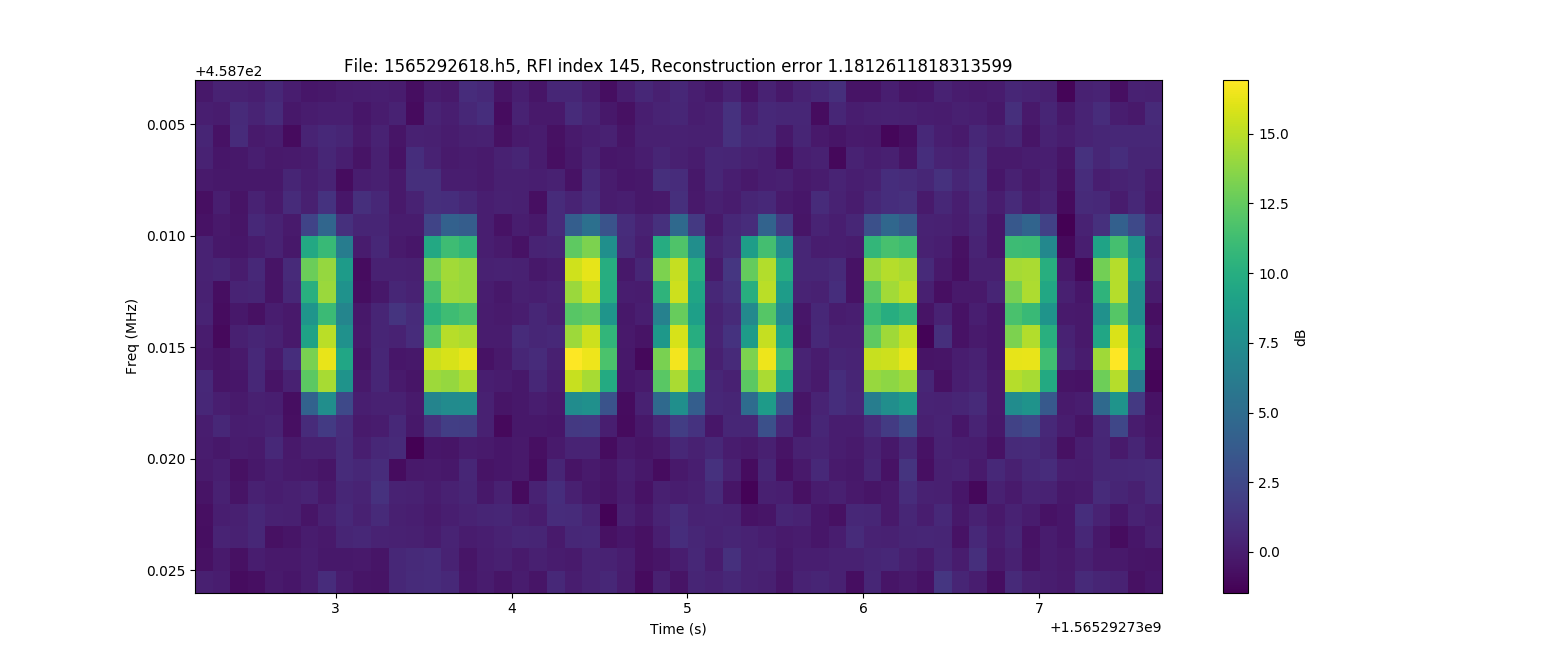 File: 1565292618.h5, RFI index 145, Reconstruction error 1.1812611818313599
+4.587e2
0.005
0.010
0.015
0.020
0.025
Freq (MHz)
3
4
5
6
7
Time (s)
+1.56529273e9
15.0
12.5
10.0
7.5
5.0
2.5
0.0
dB